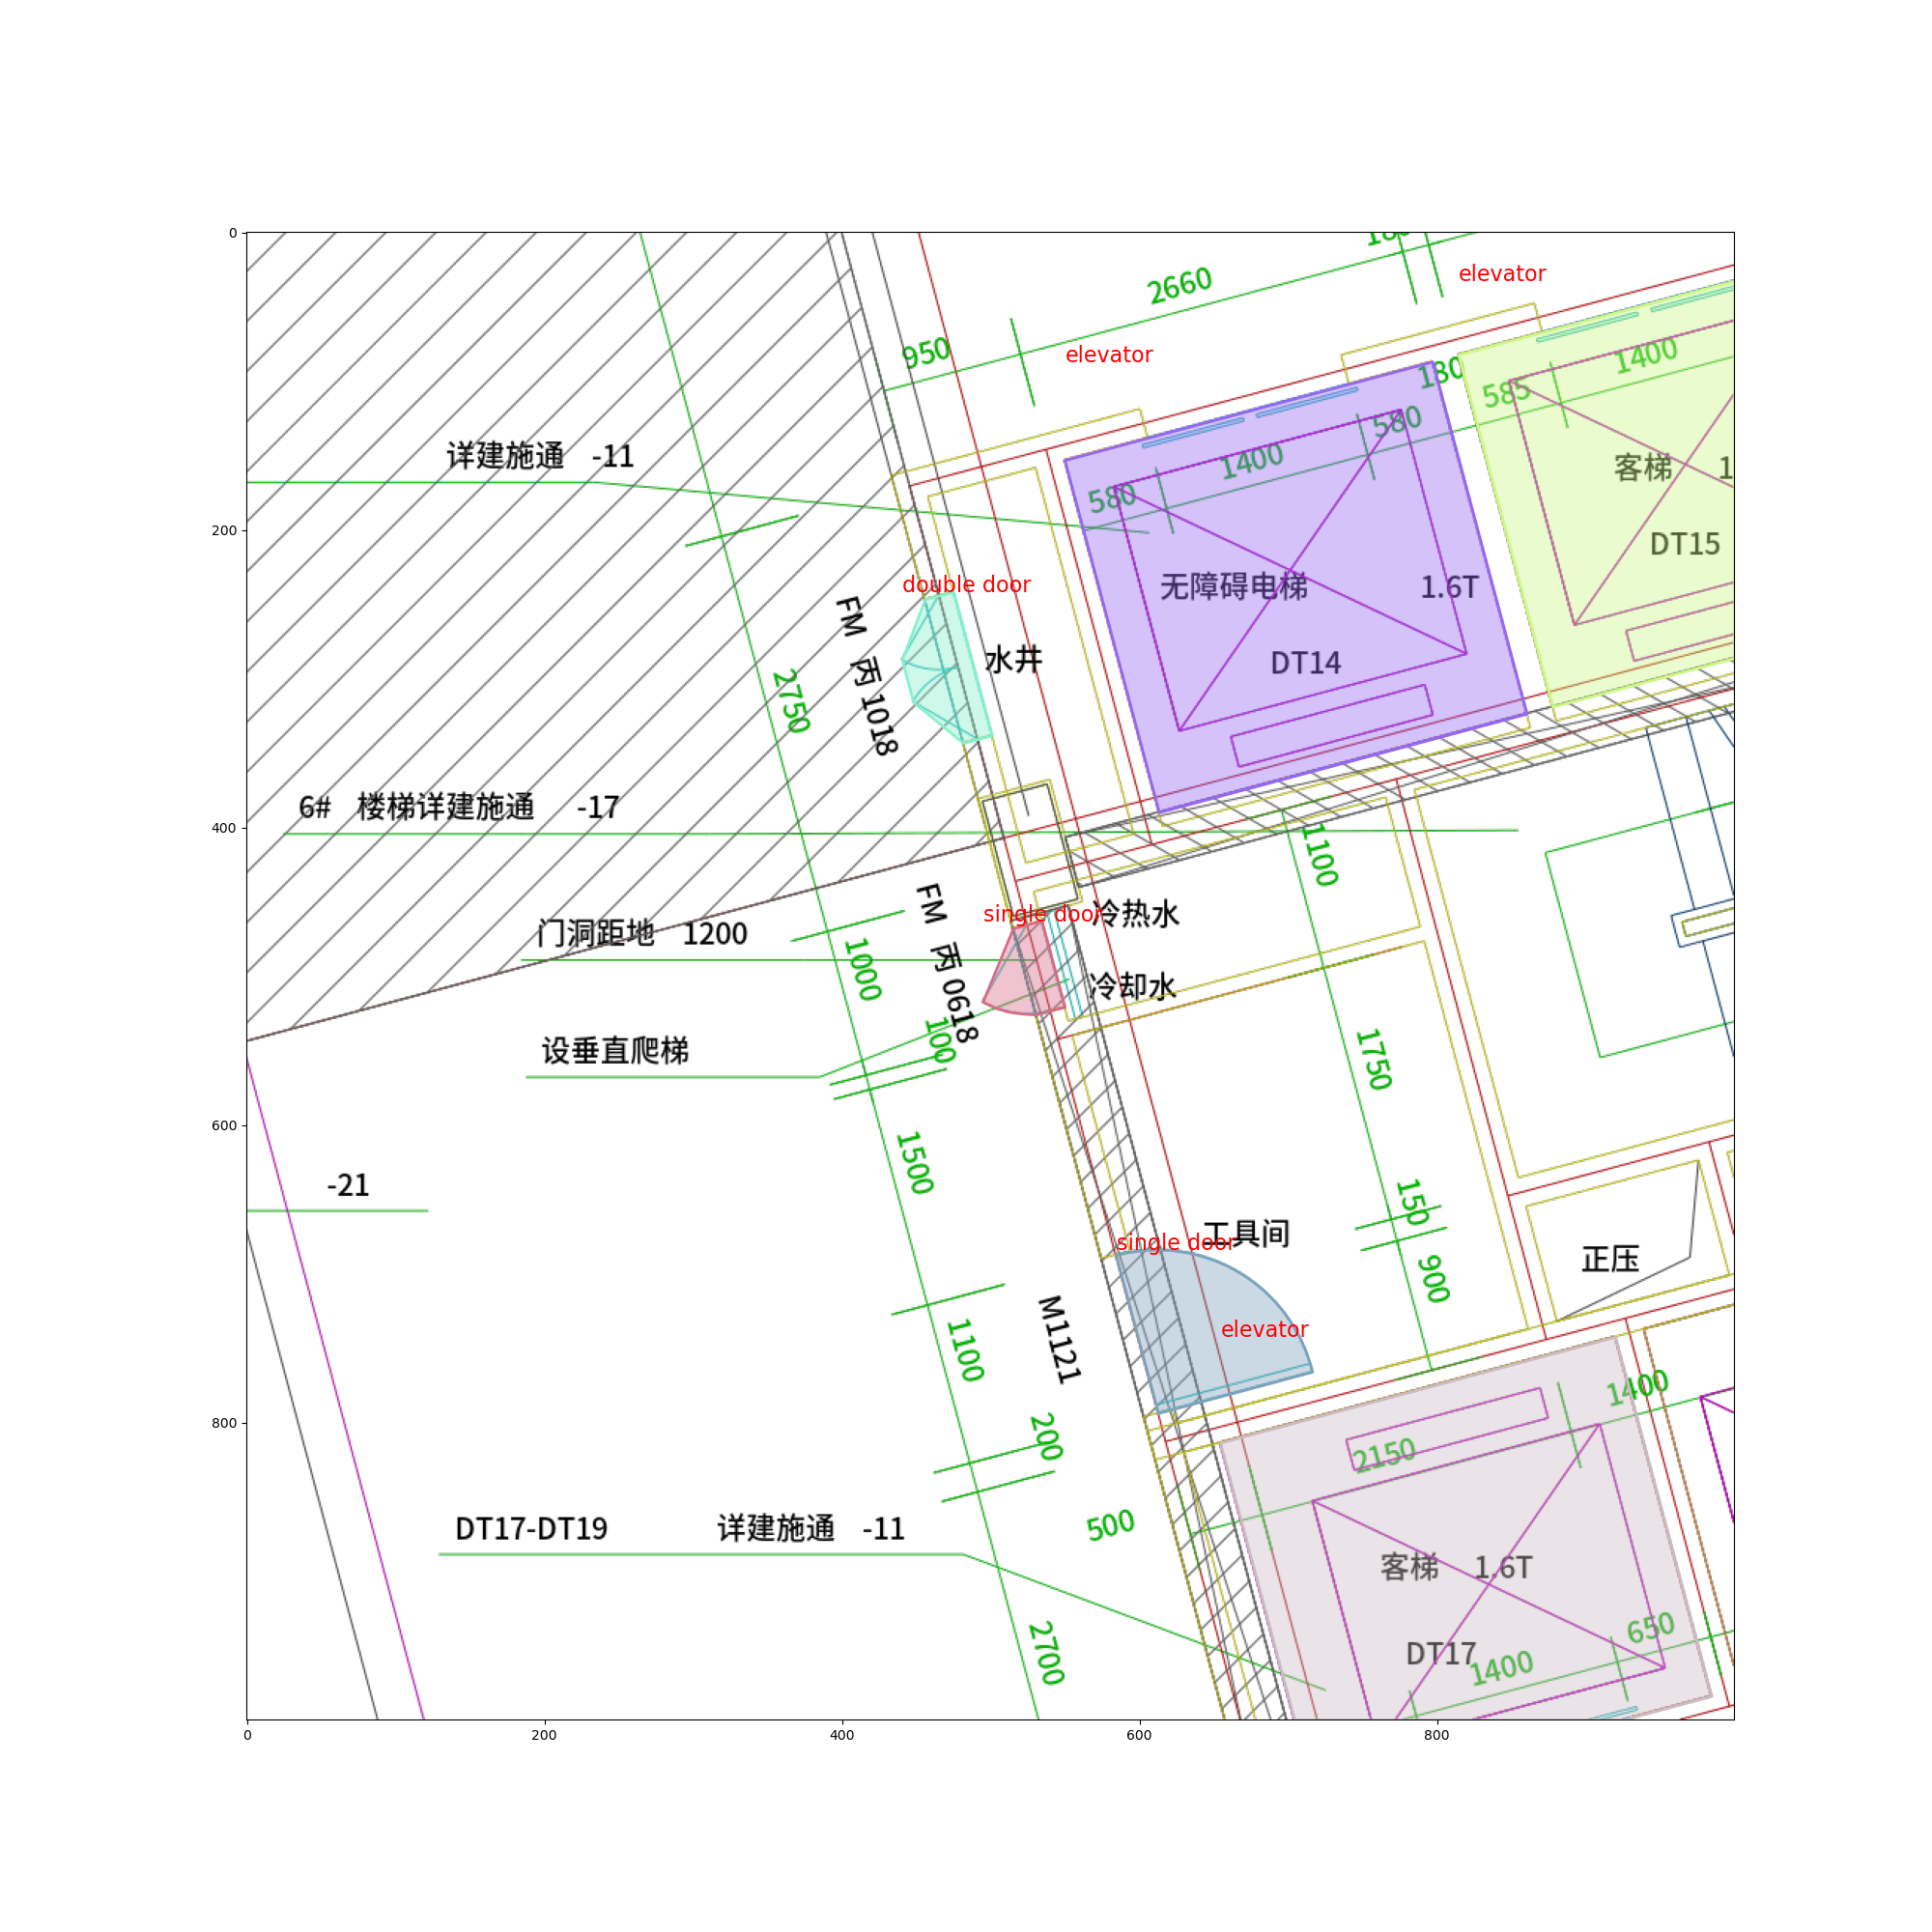 0
200
400
600
800
0
200
400
600
800
elevator
2660
950
elevator
180
1400
585
580
1400
580
详建施通 -11
客梯 1
DT15
double door
无障碍电梯 1.6T
DT14
水井
FM 丙 1018
2750
6# 楼梯详建施通 -17
1100
FM 丙 0618
single door
冷热水
门洞距地 1200
1000
冷却水
设垂直爬梯
100
1750
1500
-21
150
single door
工具间
正压
900
M1121
1100
elevator
1400
200
2150
DT17-DT19 详建施通 -11
500
客梯 1.6T
650
DT17
1400
2700